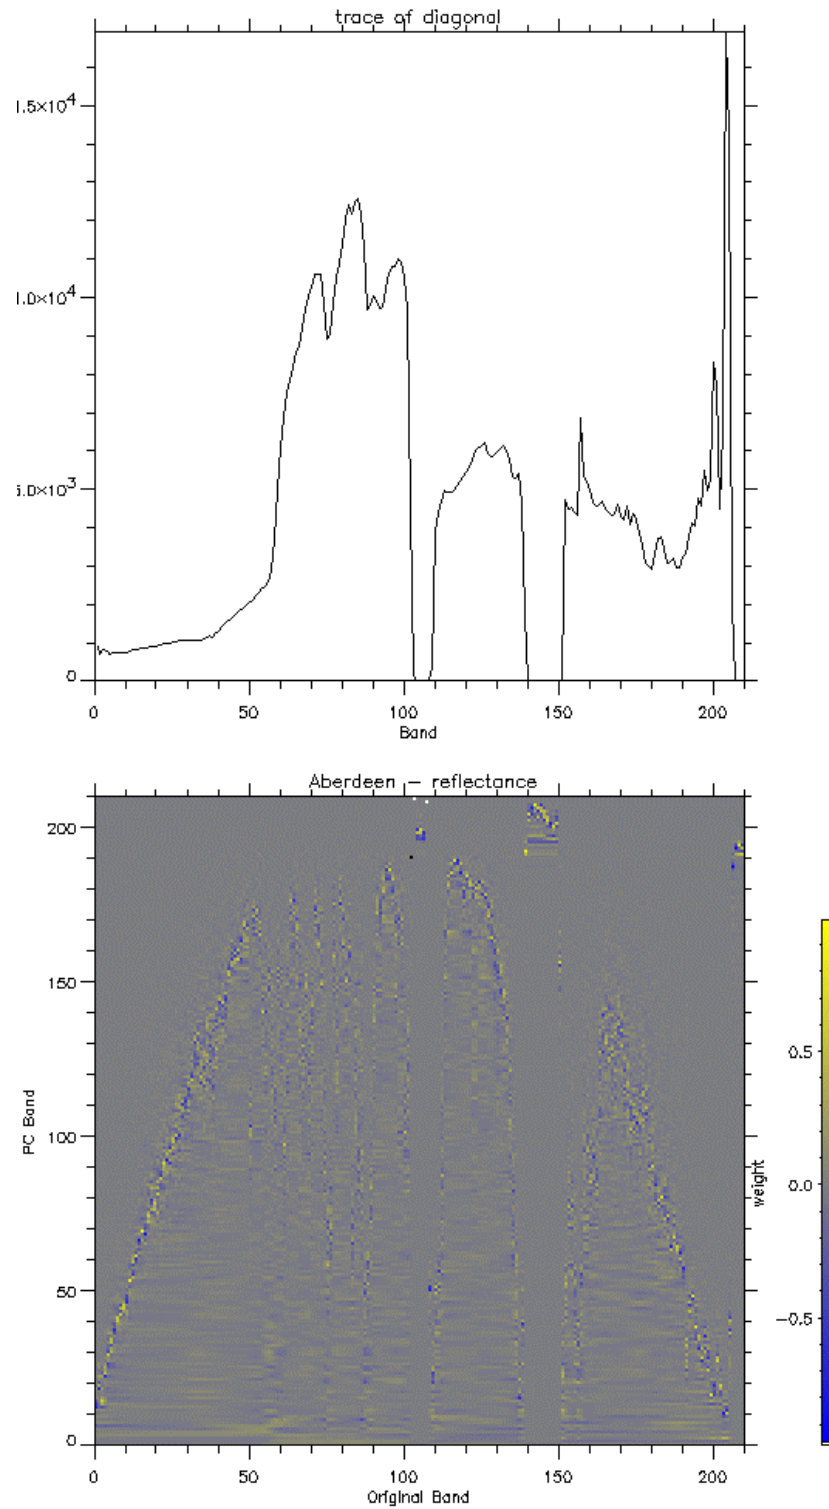 trace of diagonal
1.5×10⁴
1.0×10⁴
5.0×10³
0
0 50 100 150 200
Band
Aberdeen – reflectance
200
150
100
50
0
PC Band
0 50 100 150 200
Original Band
weight
0.5
0.0
−0.5